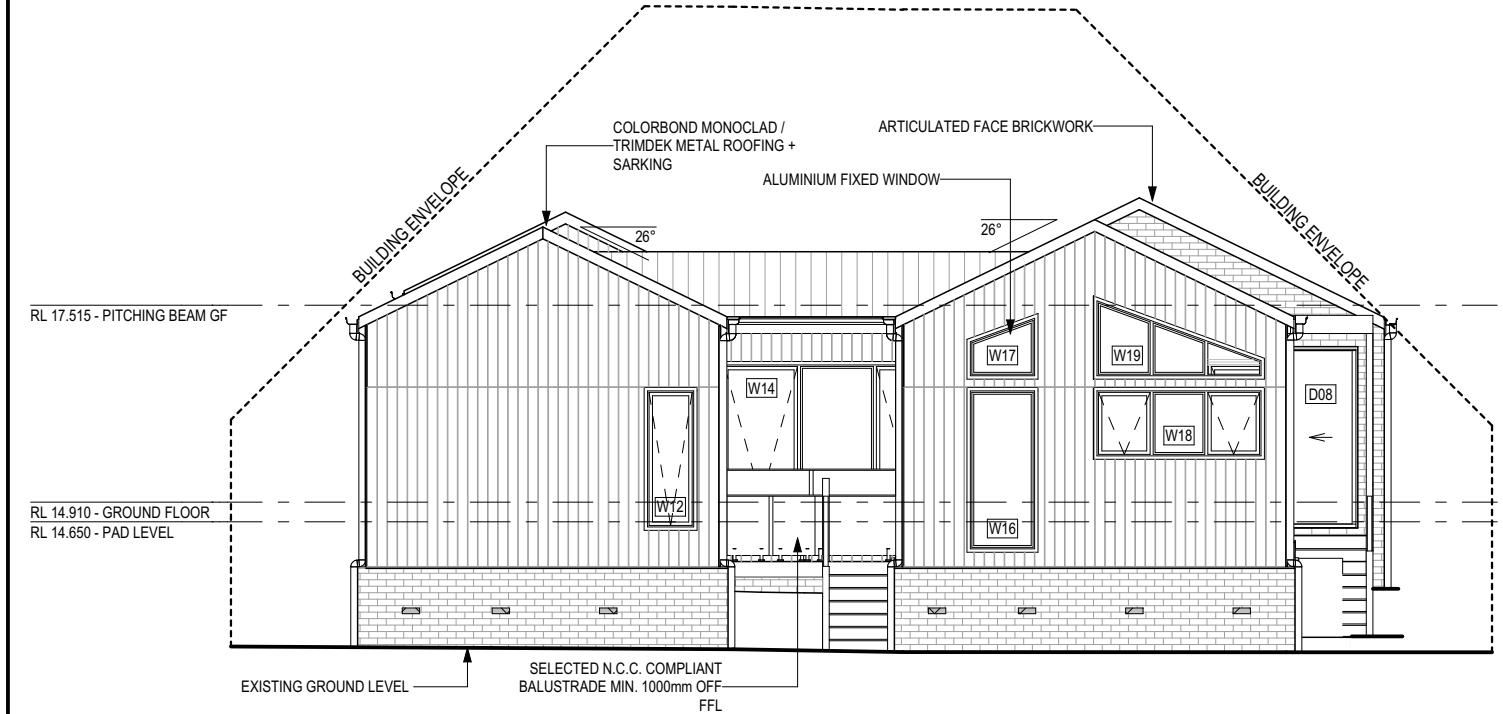 COLORBOND MONOCLAD /
TRIMDEK METAL ROOFING +
SARKING
ARTICULATED FACE BRICKWORK
ALUMINIUM FIXED WINDOW
BUILDING ENVELOPE
BUILDING ENVELOPE
26°
26°
RL 17.515 - PITCHING BEAM GF
W17
W19
W14
D08
W18
W12
W16
RL 14.910 - GROUND FLOOR
RL 14.650 - PAD LEVEL
EXISTING GROUND LEVEL
SELECTED N.C.C. COMPLIANT
BALUSTRADE MIN. 1000mm OFF
FFL